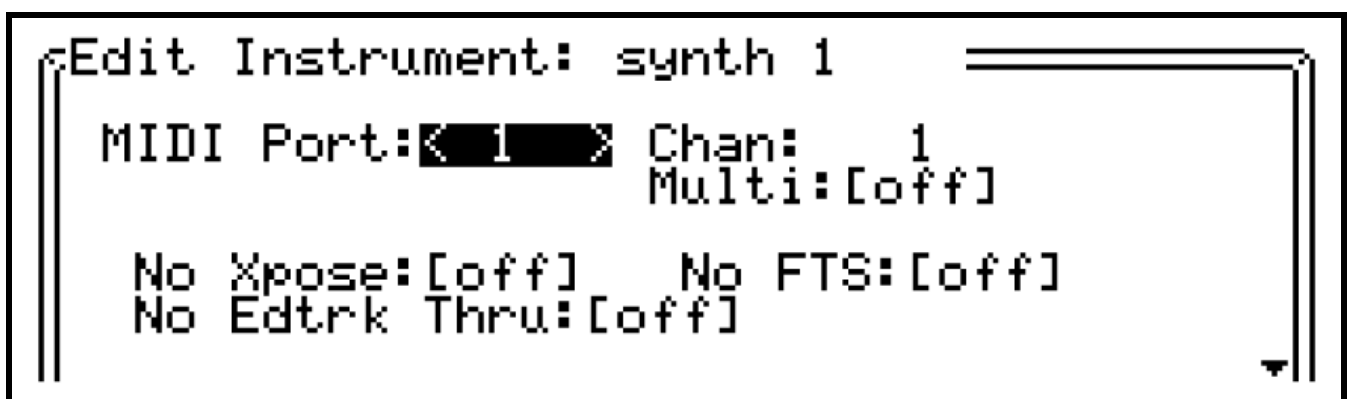 Edit Instrument: synth 1
MIDI Port:< 1 > Chan: 1
Multi:[off]
No Xpose:[off] No FTS:[off]
No Edtrk Thru:[off]